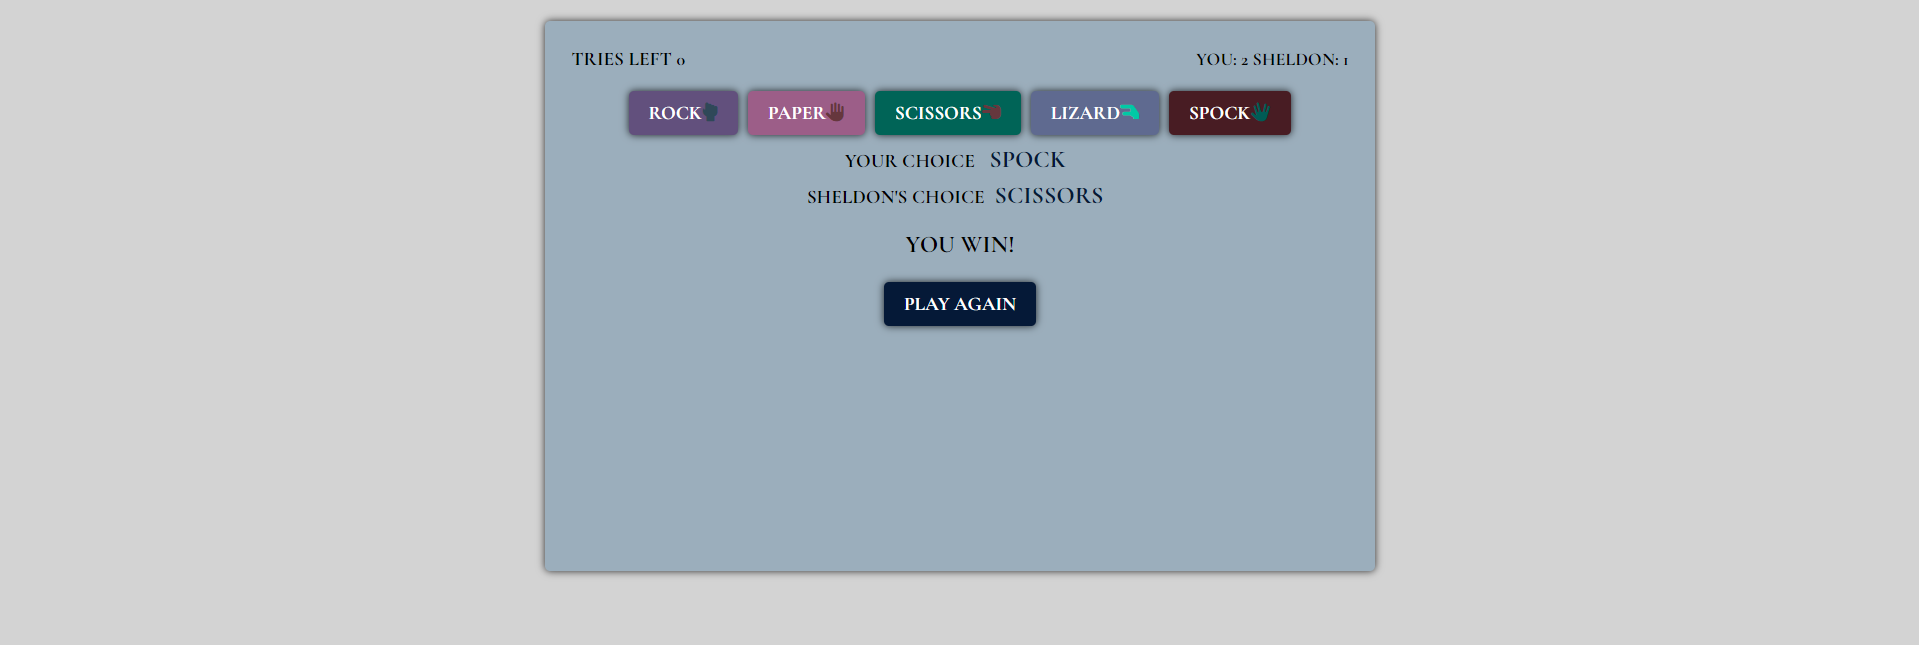 TRIES LEFT 0
YOU: 2 SHELDON: 1
ROCK PAPER SCISSORS LIZARD SPOCK
YOUR CHOICE SPOCK
SHELDON'S CHOICE SCISSORS
YOU WIN!
PLAY AGAIN